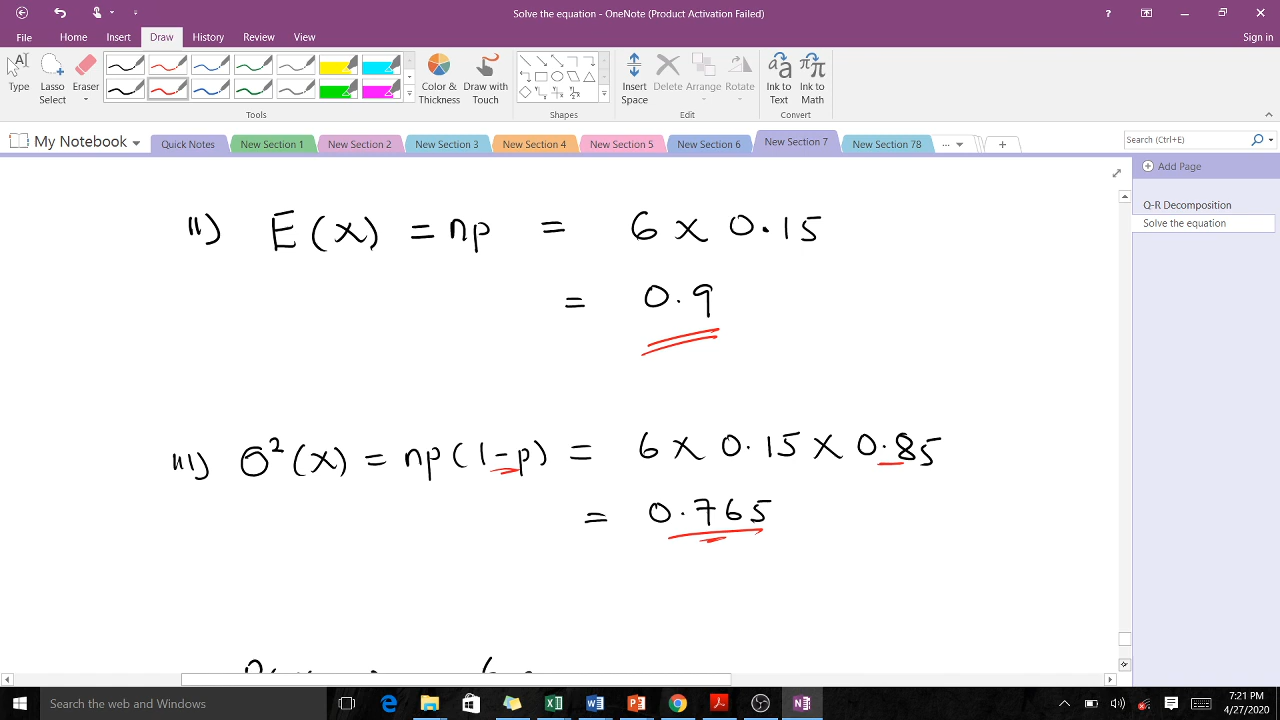 Solve the equation - OneNote (Product Activation Failed)
File Home Insert Draw History Review View Sign in
Type Lasso Select Eraser Color & Thickness Draw with Touch Insert Space Delete Arrange Rotate Ink to Text Ink to Math
Tools Shapes Edit Convert
My Notebook Quick Notes New Section 1 New Section 2 New Section 3 New Section 4 New Section 5 New Section 6 New Section 7 New Section 78 ... + Search (Ctrl+E)
Add Page
Q-R Decomposition
Solve the equation
ii) E(x) = np = 6 x 0.15
= 0.9
iii) σ²(x) = np(1-p) = 6 x 0.15 x 0.85
= 0.765
Search the web and Windows
7:21 PM
4/27/2020